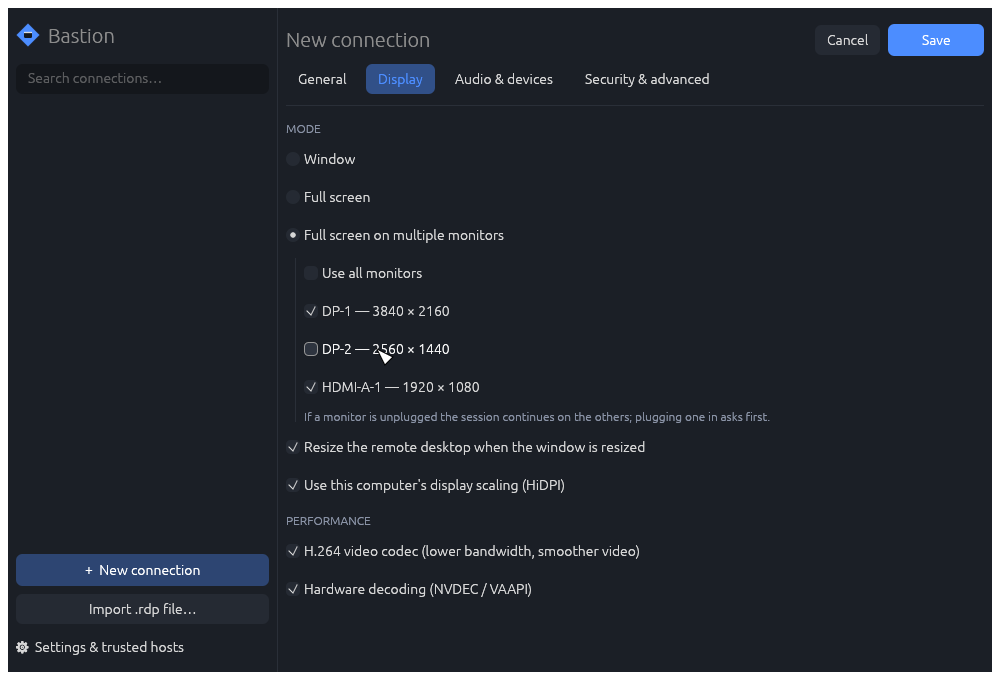 Bastion
Search connections...
+ New connection
Import .rdp file...
Settings & trusted hosts
New connection
Cancel
Save
General
Display
Audio & devices
Security & advanced
MODE
Window
Full screen
Full screen on multiple monitors
Use all monitors
DP-1 — 3840 × 2160
DP-2 — 2560 × 1440
HDMI-A-1 — 1920 × 1080
If a monitor is unplugged the session continues on the others; plugging one in asks first.
Resize the remote desktop when the window is resized
Use this computer's display scaling (HiDPI)
PERFORMANCE
H.264 video codec (lower bandwidth, smoother video)
Hardware decoding (NVDEC / VAAPI)